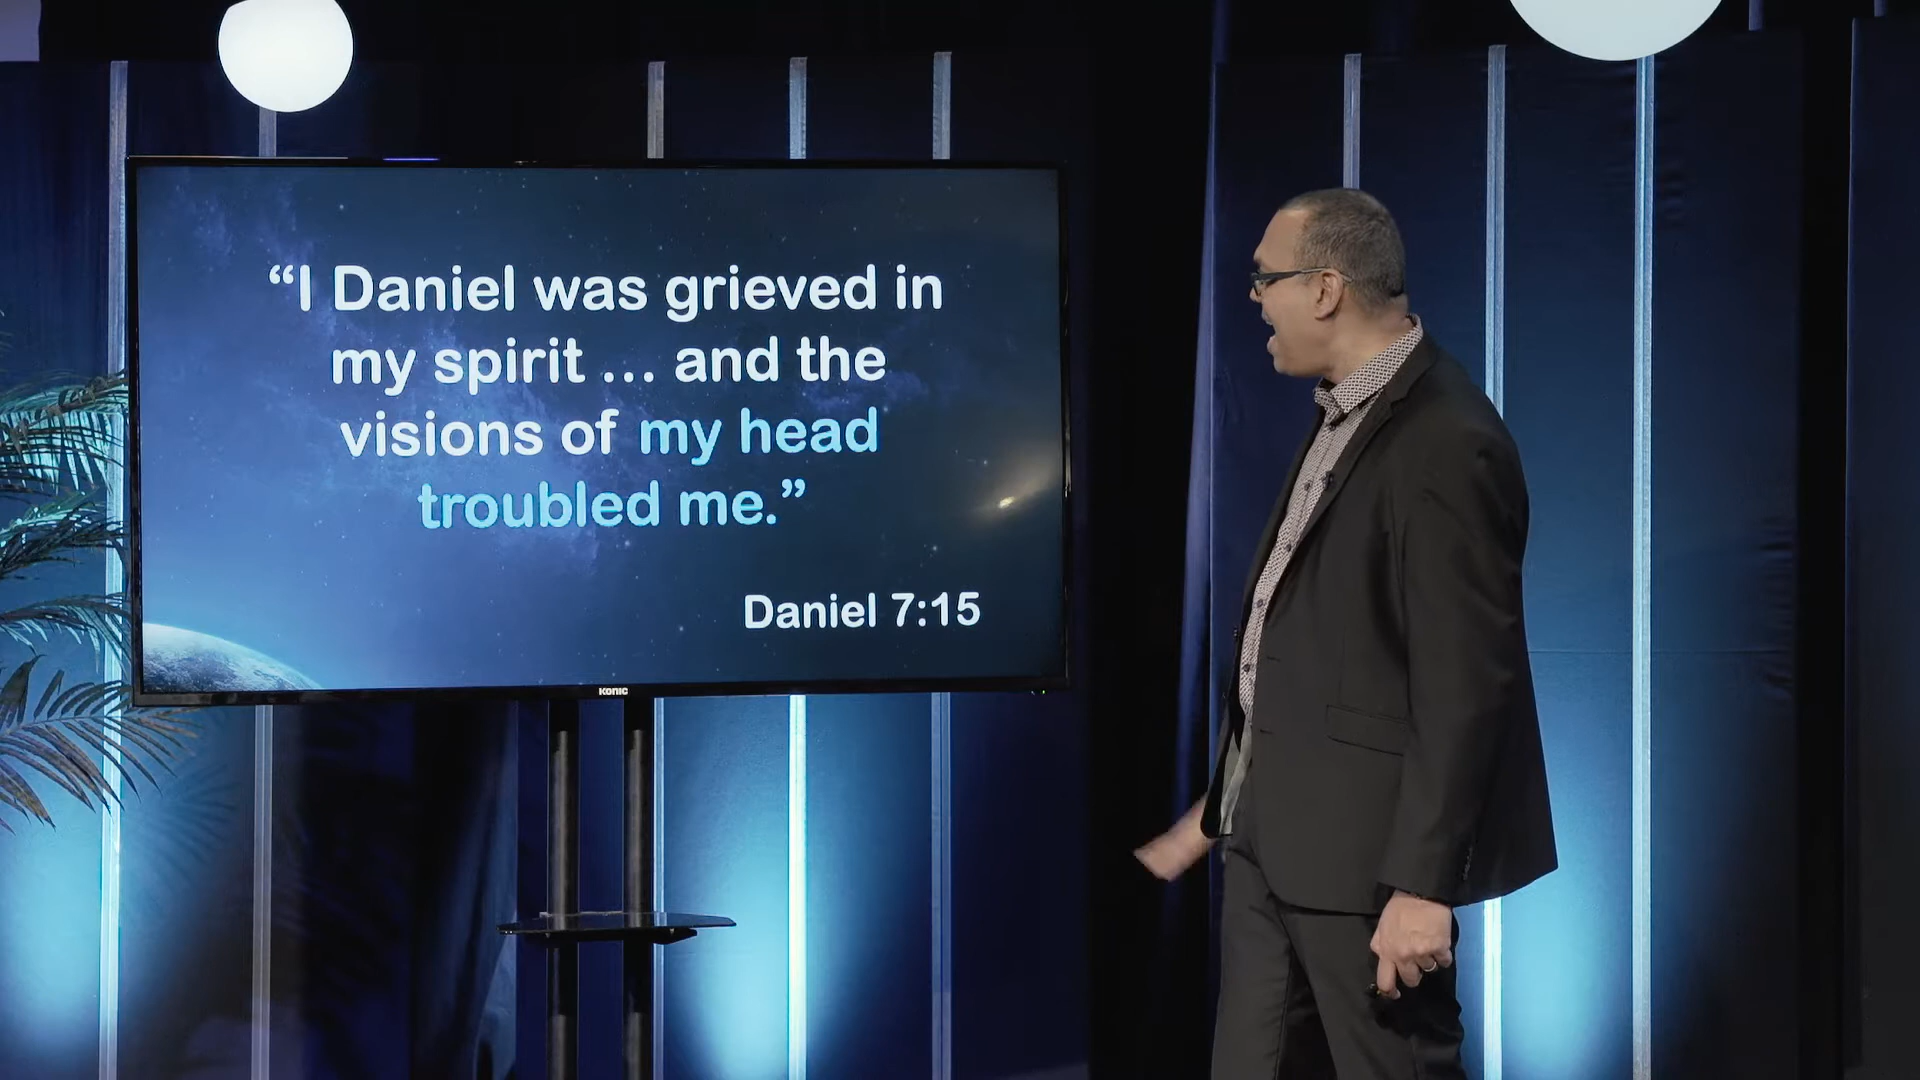 “I Daniel was grieved in
my spirit ... and the
visions of my head
troubled me.”
Daniel 7:15
KONIC